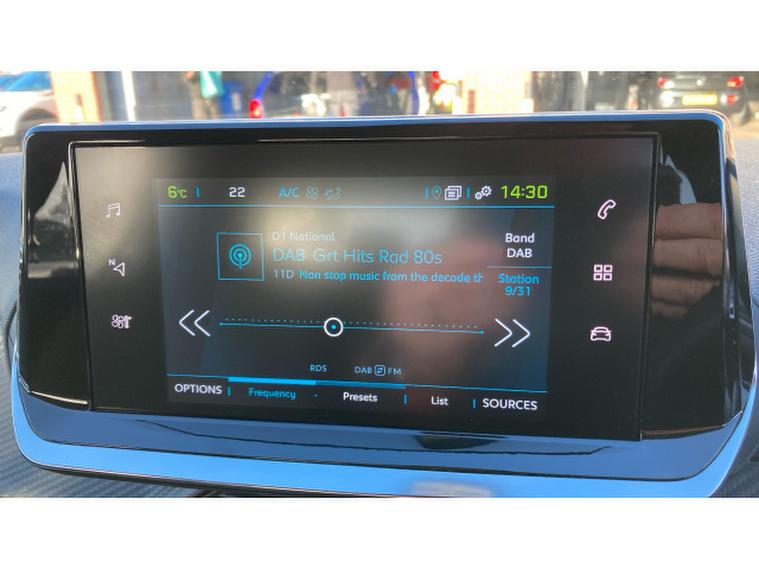 6°C 22 A/C 14:30
D1 National
DAB Grt Hits Rad 80s
11D Non stop music from the decade th
Band
DAB
Station
9/31
N
RDS DAB FM
OPTIONS Frequency Presets List SOURCES